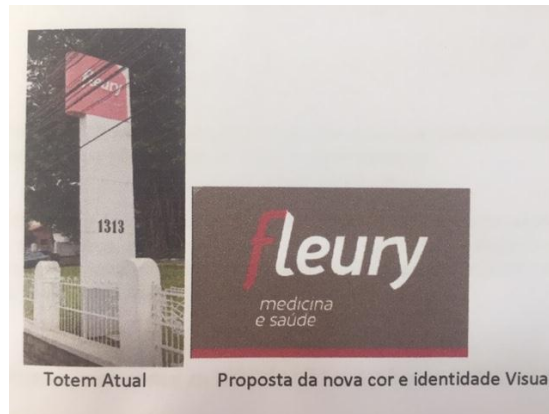 fleury
1313
fleury
medicina
e saúde
Totem Atual
Proposta da nova cor e identidade Visua